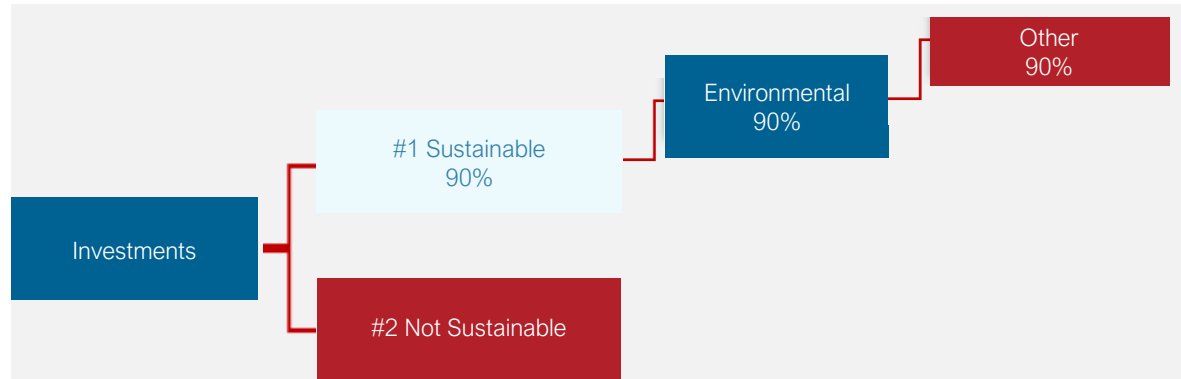 Other
90%
Environmental
90%
#1 Sustainable
90%
Investments
#2 Not Sustainable